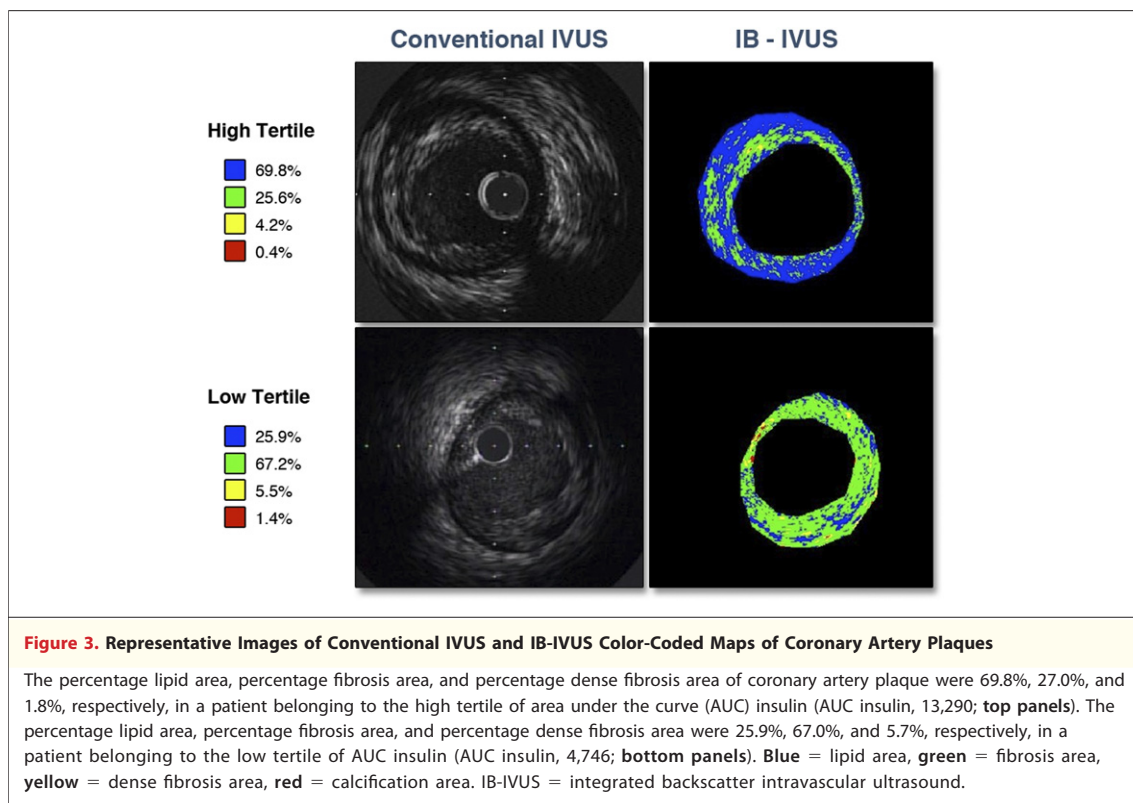 Conventional IVUS
IB - IVUS
High Tertile
69.8%
25.6%
4.2%
0.4%
Low Tertile
25.9%
67.2%
5.5%
1.4%
Figure 3. Representative Images of Conventional IVUS and IB-IVUS Color-Coded Maps of Coronary Artery Plaques
The percentage lipid area, percentage fibrosis area, and percentage dense fibrosis area of coronary artery plaque were 69.8%, 27.0%, and
1.8%, respectively, in a patient belonging to the high tertile of area under the curve (AUC) insulin (AUC insulin, 13,290; top panels). The
percentage lipid area, percentage fibrosis area, and percentage dense fibrosis area were 25.9%, 67.0%, and 5.7%, respectively, in a
patient belonging to the low tertile of AUC insulin (AUC insulin, 4,746; bottom panels). Blue = lipid area, green = fibrosis area,
yellow = dense fibrosis area, red = calcification area. IB-IVUS = integrated backscatter intravascular ultrasound.